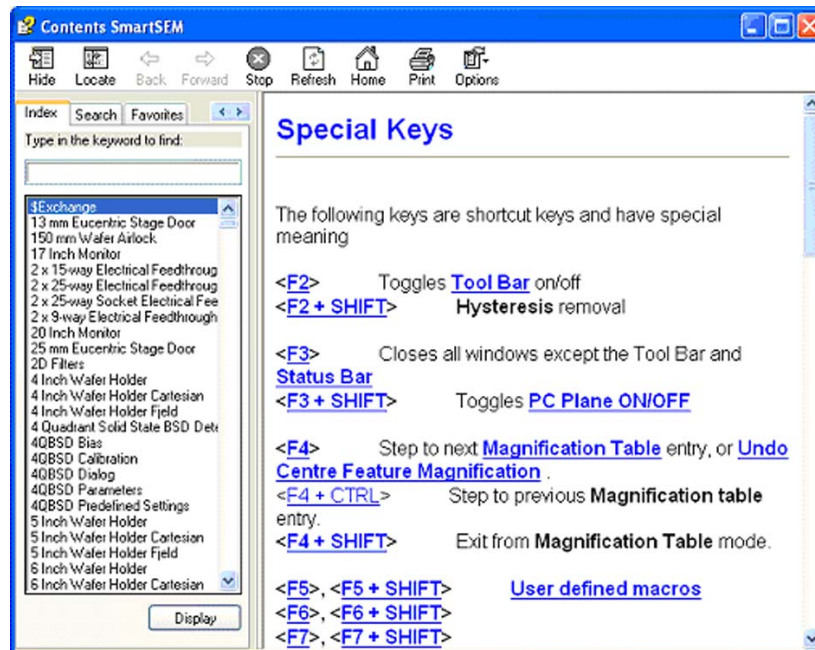 Contents SmartSEM
Hide Locate Back Forward Stop Refresh Home Print Options
Index Search Favorites
Type in the keyword to find:
$Exchange
13 mm Eucentric Stage Door
150 mm Wafer Airlock
17 Inch Monitor
2 x 15-way Electrical Feedthroug
2 x 25-way Electrical Feedthroug
2 x 25-way Socket Electrical Fee
2 x 9-way Electrical Feedthrough
20 Inch Monitor
25 mm Eucentric Stage Door
2D Filters
4 Inch Wafer Holder
4 Inch Wafer Holder Cartesian
4 Inch Wafer Holder Fjeld
4 Quadrant Solid State BSD Dete
4QBSD Bias
4QBSD Calibration
4QBSD Dialog
4QBSD Parameters
4QBSD Predefined Settings
5 Inch Wafer Holder
5 Inch Wafer Holder Cartesian
5 Inch Wafer Holder Fjeld
6 Inch Wafer Holder
6 Inch Wafer Holder Cartesian
Display
Special Keys
The following keys are shortcut keys and have special
meaning
<F2> Toggles Tool Bar on/off
<F2 + SHIFT> Hysteresis removal
<F3> Closes all windows except the Tool Bar and
Status Bar
<F3 + SHIFT> Toggles PC Plane ON/OFF
<F4> Step to next Magnification Table entry, or Undo
Centre Feature Magnification .
<F4 + CTRL> Step to previous Magnification table
entry.
<F4 + SHIFT> Exit from Magnification Table mode.
<F5>, <F5 + SHIFT> User defined macros
<F6>, <F6 + SHIFT>
<F7>, <F7 + SHIFT>